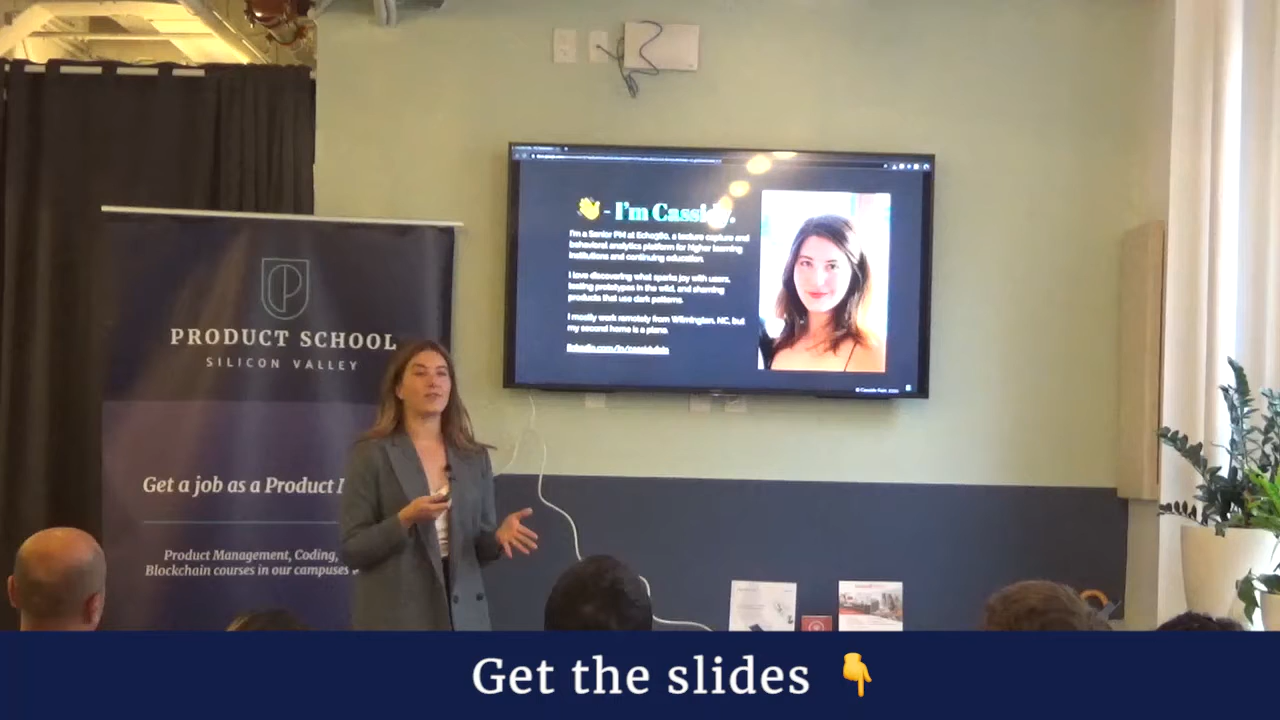 PRODUCT SCHOOL
SILICON VALLEY
Get a job as a Product
Product Management, Coding,
Blockchain courses in our campuses
- I'm Cassidy.
I'm a Senior PM at Echo360, a lecture capture and
behavioral analytics platform for higher learning
institutions and continuing education.
I love discovering what sparks joy with users,
testing prototypes in the wild, and shaming
products that use dark patterns.
I mostly work remotely from Wilmington, NC, but
my second home is a plane.
Get the slides